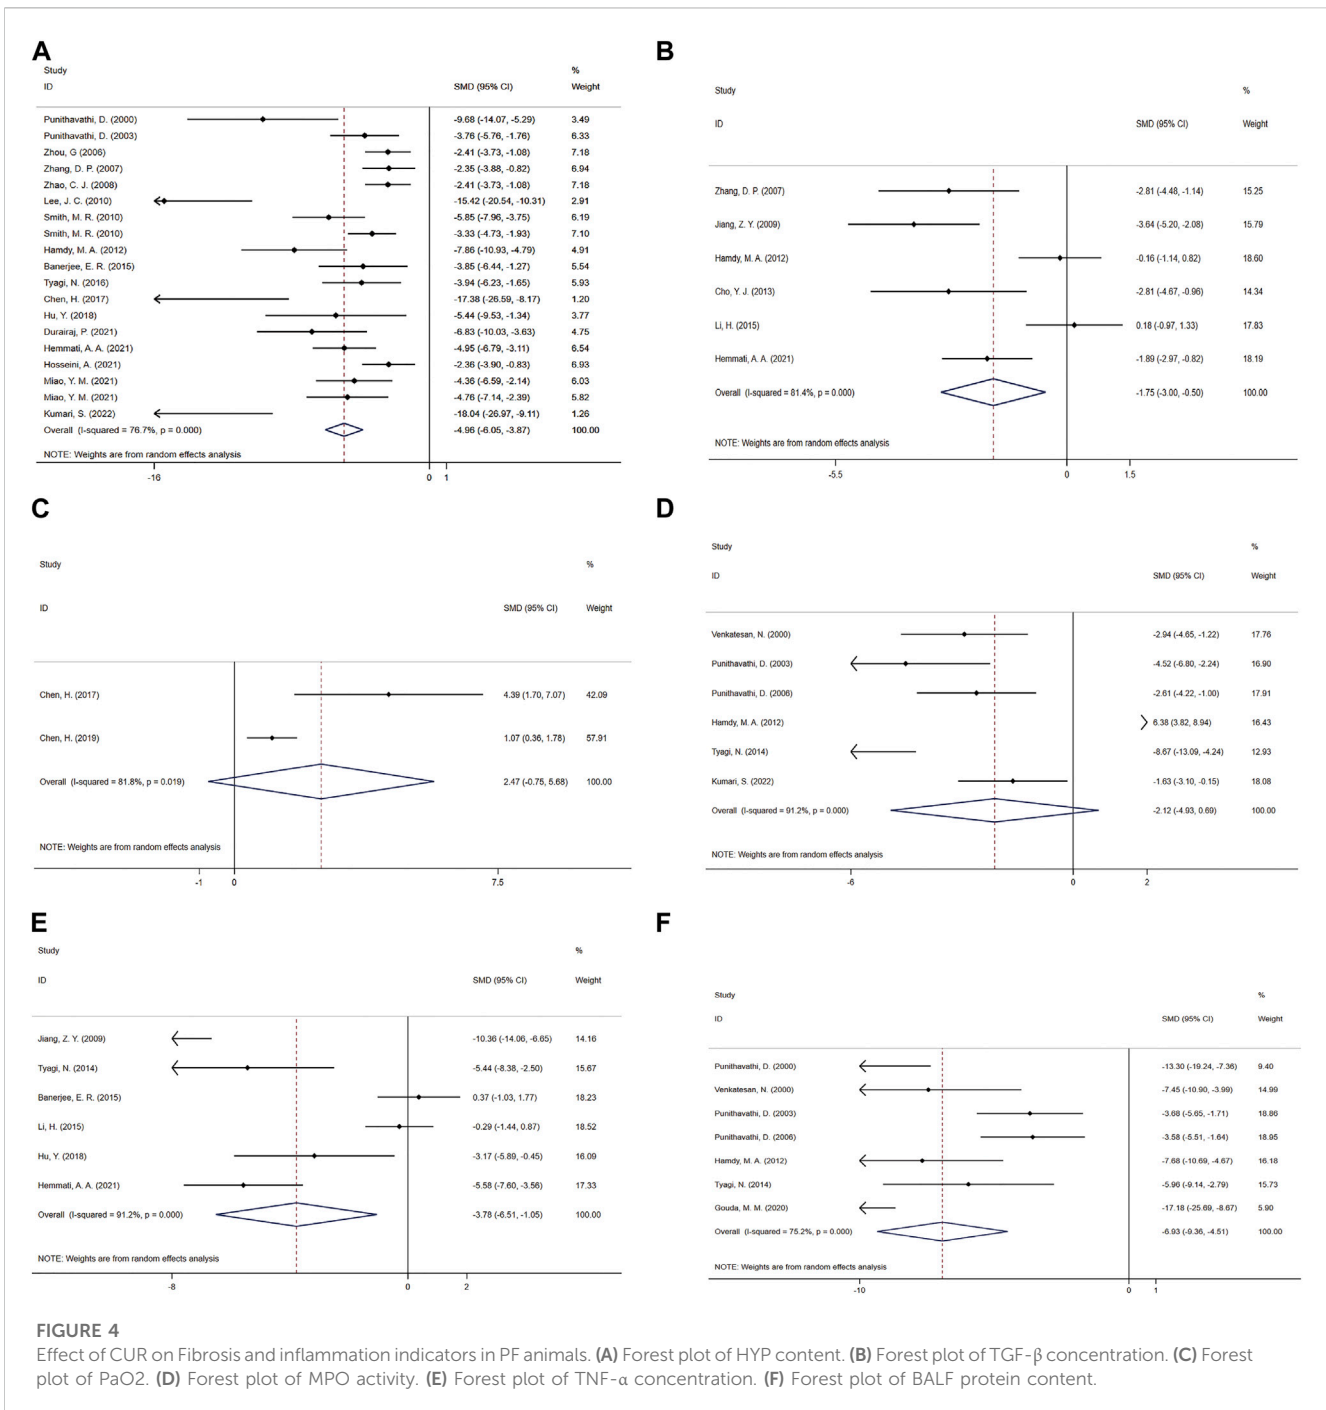 A
Study
%
ID SMD (95% CI) Weight
Punithavathi, D. (2000) -9.68 (-14.07, -5.29) 3.49
Punithavathi, D. (2003) -3.76 (-5.76, -1.76) 6.33
Zhou, G (2006) -2.41 (-3.73, -1.08) 7.18
Zhang, D. P. (2007) -2.35 (-3.88, -0.82) 6.94
Zhao, C. J. (2008) -2.41 (-3.73, -1.08) 7.18
Lee, J. C. (2010) -15.42 (-20.54, -10.31) 2.91
Smith, M. R. (2010) -5.85 (-7.96, -3.75) 6.19
Smith, M. R. (2010) -3.33 (-4.73, -1.93) 7.10
Hamdy, M. A. (2012) -7.86 (-10.93, -4.79) 4.91
Banerjee, E. R. (2015) -3.85 (-6.44, -1.27) 5.54
Tyagi, N. (2016) -3.94 (-6.23, -1.65) 5.93
Chen, H. (2017) -17.38 (-26.59, -8.17) 1.20
Hu, Y. (2018) -5.44 (-9.53, -1.34) 3.77
Durairaj, P. (2021) -6.83 (-10.03, -3.63) 4.75
Hemmati, A. A. (2021) -4.95 (-6.79, -3.11) 6.54
Hosseini, A. (2021) -2.36 (-3.90, -0.83) 6.93
Miao, Y. M. (2021) -4.36 (-6.59, -2.14) 6.03
Miao, Y. M. (2021) -4.76 (-7.14, -2.39) 5.82
Kumari, S. (2022) -18.04 (-26.97, -9.11) 1.26
Overall (I-squared = 76.7%, p = 0.000) -4.96 (-6.05, -3.87) 100.00
NOTE: Weights are from random effects analysis
-16 0 1
B
Study %
ID SMD (95% CI) Weight
Zhang, D. P. (2007) -2.81 (-4.48, -1.14) 15.25
Jiang, Z. Y. (2009) -3.64 (-5.20, -2.08) 15.79
Hamdy, M. A. (2012) -0.16 (-1.14, 0.82) 18.60
Cho, Y. J. (2013) -2.81 (-4.67, -0.96) 14.34
Li, H. (2015) 0.18 (-0.97, 1.33) 17.83
Hemmati, A. A. (2021) -1.89 (-2.97, -0.82) 18.19
Overall (I-squared = 81.4%, p = 0.000) -1.75 (-3.00, -0.50) 100.00
NOTE: Weights are from random effects analysis
-5.5 0 1.5
C
Study %
ID SMD (95% CI) Weight
Chen, H. (2017) 4.39 (1.70, 7.07) 42.09
Chen, H. (2019) 1.07 (0.36, 1.78) 57.91
Overall (I-squared = 81.8%, p = 0.019) 2.47 (-0.75, 5.68) 100.00
NOTE: Weights are from random effects analysis
-1 0 7.5
D
Study %
ID SMD (95% CI) Weight
Venkatesan, N. (2000) -2.94 (-4.65, -1.22) 17.76
Punithavathi, D. (2003) -4.52 (-6.80, -2.24) 16.90
Punithavathi, D. (2006) -2.61 (-4.22, -1.00) 17.91
Hamdy, M. A. (2012) 6.38 (3.82, 8.94) 16.43
Tyagi, N. (2014) -8.67 (-13.09, -4.24) 12.93
Kumari, S. (2022) -1.63 (-3.10, -0.15) 18.08
Overall (I-squared = 91.2%, p = 0.000) -2.12 (-4.93, 0.69) 100.00
NOTE: Weights are from random effects analysis
-6 0 2
E
Study %
ID SMD (95% CI) Weight
Jiang, Z. Y. (2009) -10.36 (-14.06, -6.65) 14.16
Tyagi, N. (2014) -5.44 (-8.38, -2.50) 15.67
Banerjee, E. R. (2015) 0.37 (-1.03, 1.77) 18.23
Li, H. (2015) -0.29 (-1.44, 0.87) 18.52
Hu, Y. (2018) -3.17 (-5.89, -0.45) 16.09
Hemmati, A. A. (2021) -5.58 (-7.60, -3.56) 17.33
Overall (I-squared = 91.2%, p = 0.000) -3.78 (-6.51, -1.05) 100.00
NOTE: Weights are from random effects analysis
-8 0 2
F
Study %
ID SMD (95% CI) Weight
Punithavathi, D. (2000) -13.30 (-19.24, -7.36) 9.40
Venkatesan, N. (2000) -7.45 (-10.90, -3.99) 14.99
Punithavathi, D. (2003) -3.68 (-5.65, -1.71) 18.86
Punithavathi, D. (2006) -3.58 (-5.51, -1.64) 18.95
Hamdy, M. A. (2012) -7.68 (-10.69, -4.67) 16.18
Tyagi, N. (2014) -5.96 (-9.14, -2.79) 15.73
Gouda, M. M. (2020) -17.18 (-25.69, -8.67) 5.90
Overall (I-squared = 75.2%, p = 0.000) -6.93 (-9.36, -4.51) 100.00
NOTE: Weights are from random effects analysis
-10 0 1
FIGURE 4
Effect of CUR on Fibrosis and inflammation indicators in PF animals. (A) Forest plot of HYP content. (B) Forest plot of TGF-β concentration. (C) Forest
plot of PaO2. (D) Forest plot of MPO activity. (E) Forest plot of TNF-α concentration. (F) Forest plot of BALF protein content.